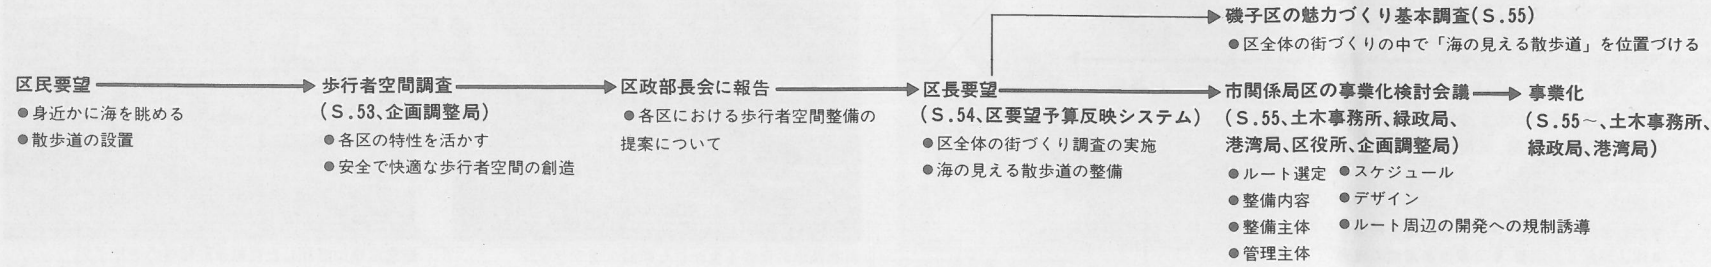 区民要望
●身近かに海を眺める
●散歩道の設置
歩行者空間調査
(S.53、企画調整局)
●各区の特性を活かす
●安全で快適な歩行者空間の創造
区政部長会に報告
●各区における歩行者空間整備の
提案について
区長要望
(S.54、区要望予算反映システム)
●区全体の街づくり調査の実施
●海の見える散歩道の整備
磯子区の魅力づくり基本調査(S.55)
●区全体の街づくりの中で「海の見える散歩道」を位置づける
市関係局区の事業化検討会議
(S.55、土木事務所、緑政局、
港湾局、区役所、企画調整局)
●ルート選定
●整備内容
●整備主体
●管理主体
●スケジュール
●デザイン
●ルート周辺の開発への規制誘導
事業化
(S.55〜、土木事務所、
緑政局、港湾局)